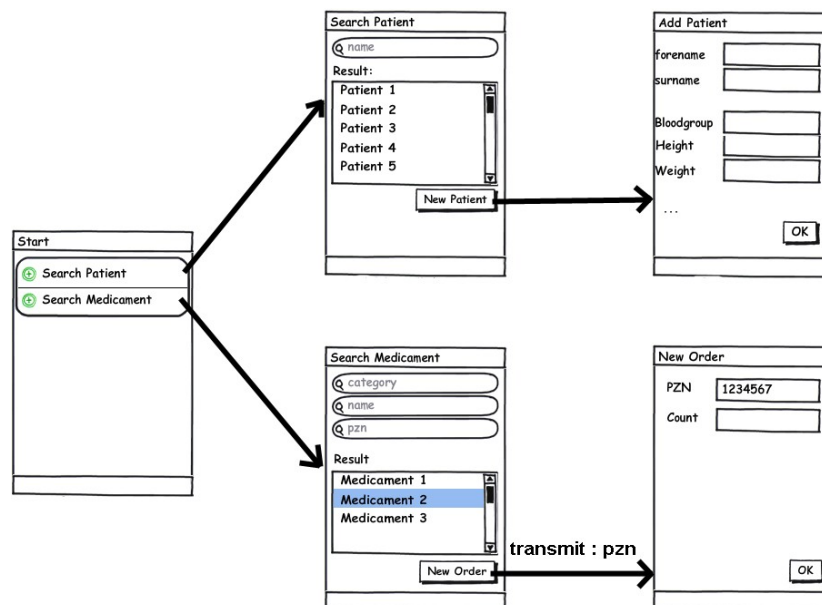 Start
Search Patient
Search Medicament
Search Patient
name
Result:
Patient 1
Patient 2
Patient 3
Patient 4
Patient 5
New Patient
Add Patient
forename
surname
Bloodgroup
Height
Weight
...
OK
Search Medicament
category
name
pzn
Result
Medicament 1
Medicament 2
Medicament 3
New Order
transmit : pzn
New Order
PZN 1234567
Count
OK